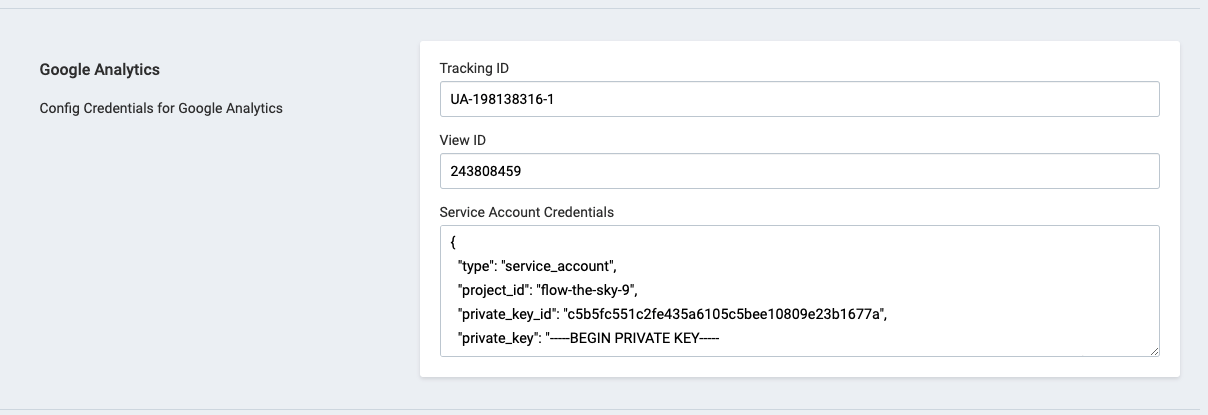 Google Analytics
Config Credentials for Google Analytics
Tracking ID
UA-198138316-1
View ID
243808459
Service Account Credentials
{
"type": "service_account",
"project_id": "flow-the-sky-9",
"private_key_id": "c5b5fc551c2fe435a6105c5bee10809e23b1677a",
"private_key": "-----BEGIN PRIVATE KEY-----